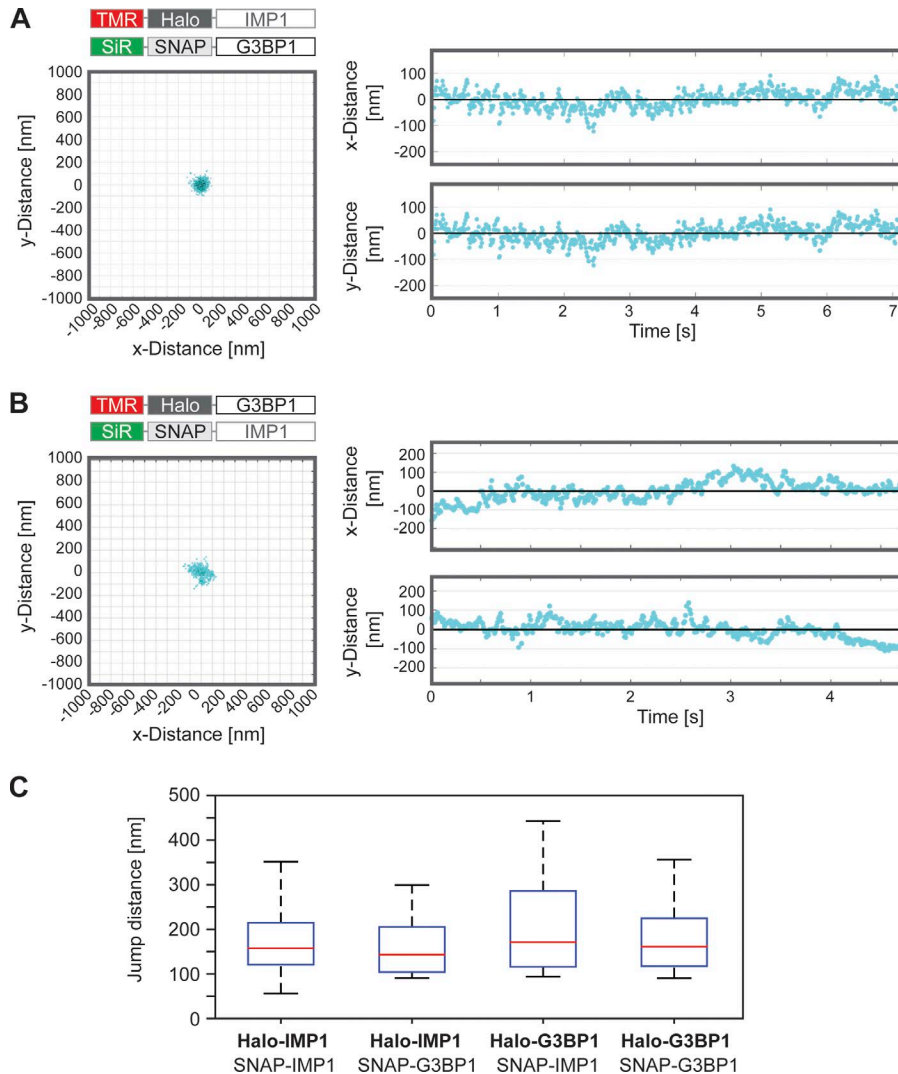 A
TMR Halo IMP1
SiR SNAP G3BP1
y-Distance [nm]
1000
800
600
400
200
0
-200
-400
-600
-800
-1000
-1000 -800 -600 -400 -200 0 200 400 600 800 1000
x-Distance [nm]
x-Distance
[nm]
100
0
-100
-200
y-Distance
[nm]
100
0
-100
-200
0 1 2 3 4 5 6 7
Time [s]
B
TMR Halo G3BP1
SiR SNAP IMP1
y-Distance [nm]
1000
800
600
400
200
0
-200
-400
-600
-800
-1000
-1000 -800 -600 -400 -200 0 200 400 600 800 1000
x-Distance [nm]
x-Distance
[nm]
200
100
0
-100
-200
y-Distance
[nm]
200
100
0
-100
-200
0 1 2 3 4
Time [s]
C
Jump distance [nm]
500
400
300
200
100
0
Halo-IMP1 Halo-IMP1 Halo-G3BP1 Halo-G3BP1
SNAP-IMP1 SNAP-G3BP1 SNAP-IMP1 SNAP-G3BP1